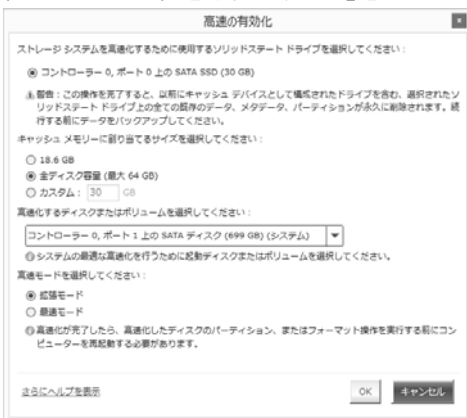 高速の有効化
ストレージ システムを高速化するために使用するソリッドステート ドライブを選択してください:
コントローラー 0, ポート 0 上の SATA SSD (30 GB)
警告: この操作を完了すると、以前にキャッシュ デバイスとして構成されたドライブを含む、選択されたソ
リッドステート ドライブ上の全ての既存のデータ、メタデータ、パーティションが永久に削除されます。続
行する前にデータをバックアップしてください。
キャッシュ メモリーに割り当てるサイズを選択してください:
18.6 GB
全ディスク容量 (最大 64 GB)
カスタム: 30 GB
高速化するディスクまたはボリュームを選択してください:
コントローラー 0, ポート 1 上の SATA ディスク (699 GB) (システム)
システムの最適な高速化を行うために起動ディスクまたはボリュームを選択してください。
高速モードを選択してください:
拡張モード
最速モード
高速化が完了したら、高速化したディスクのパーティション、またはフォーマット操作を実行する前にコン
ピューターを再起動する必要があります。
さらにヘルプを表示
OK キャンセル